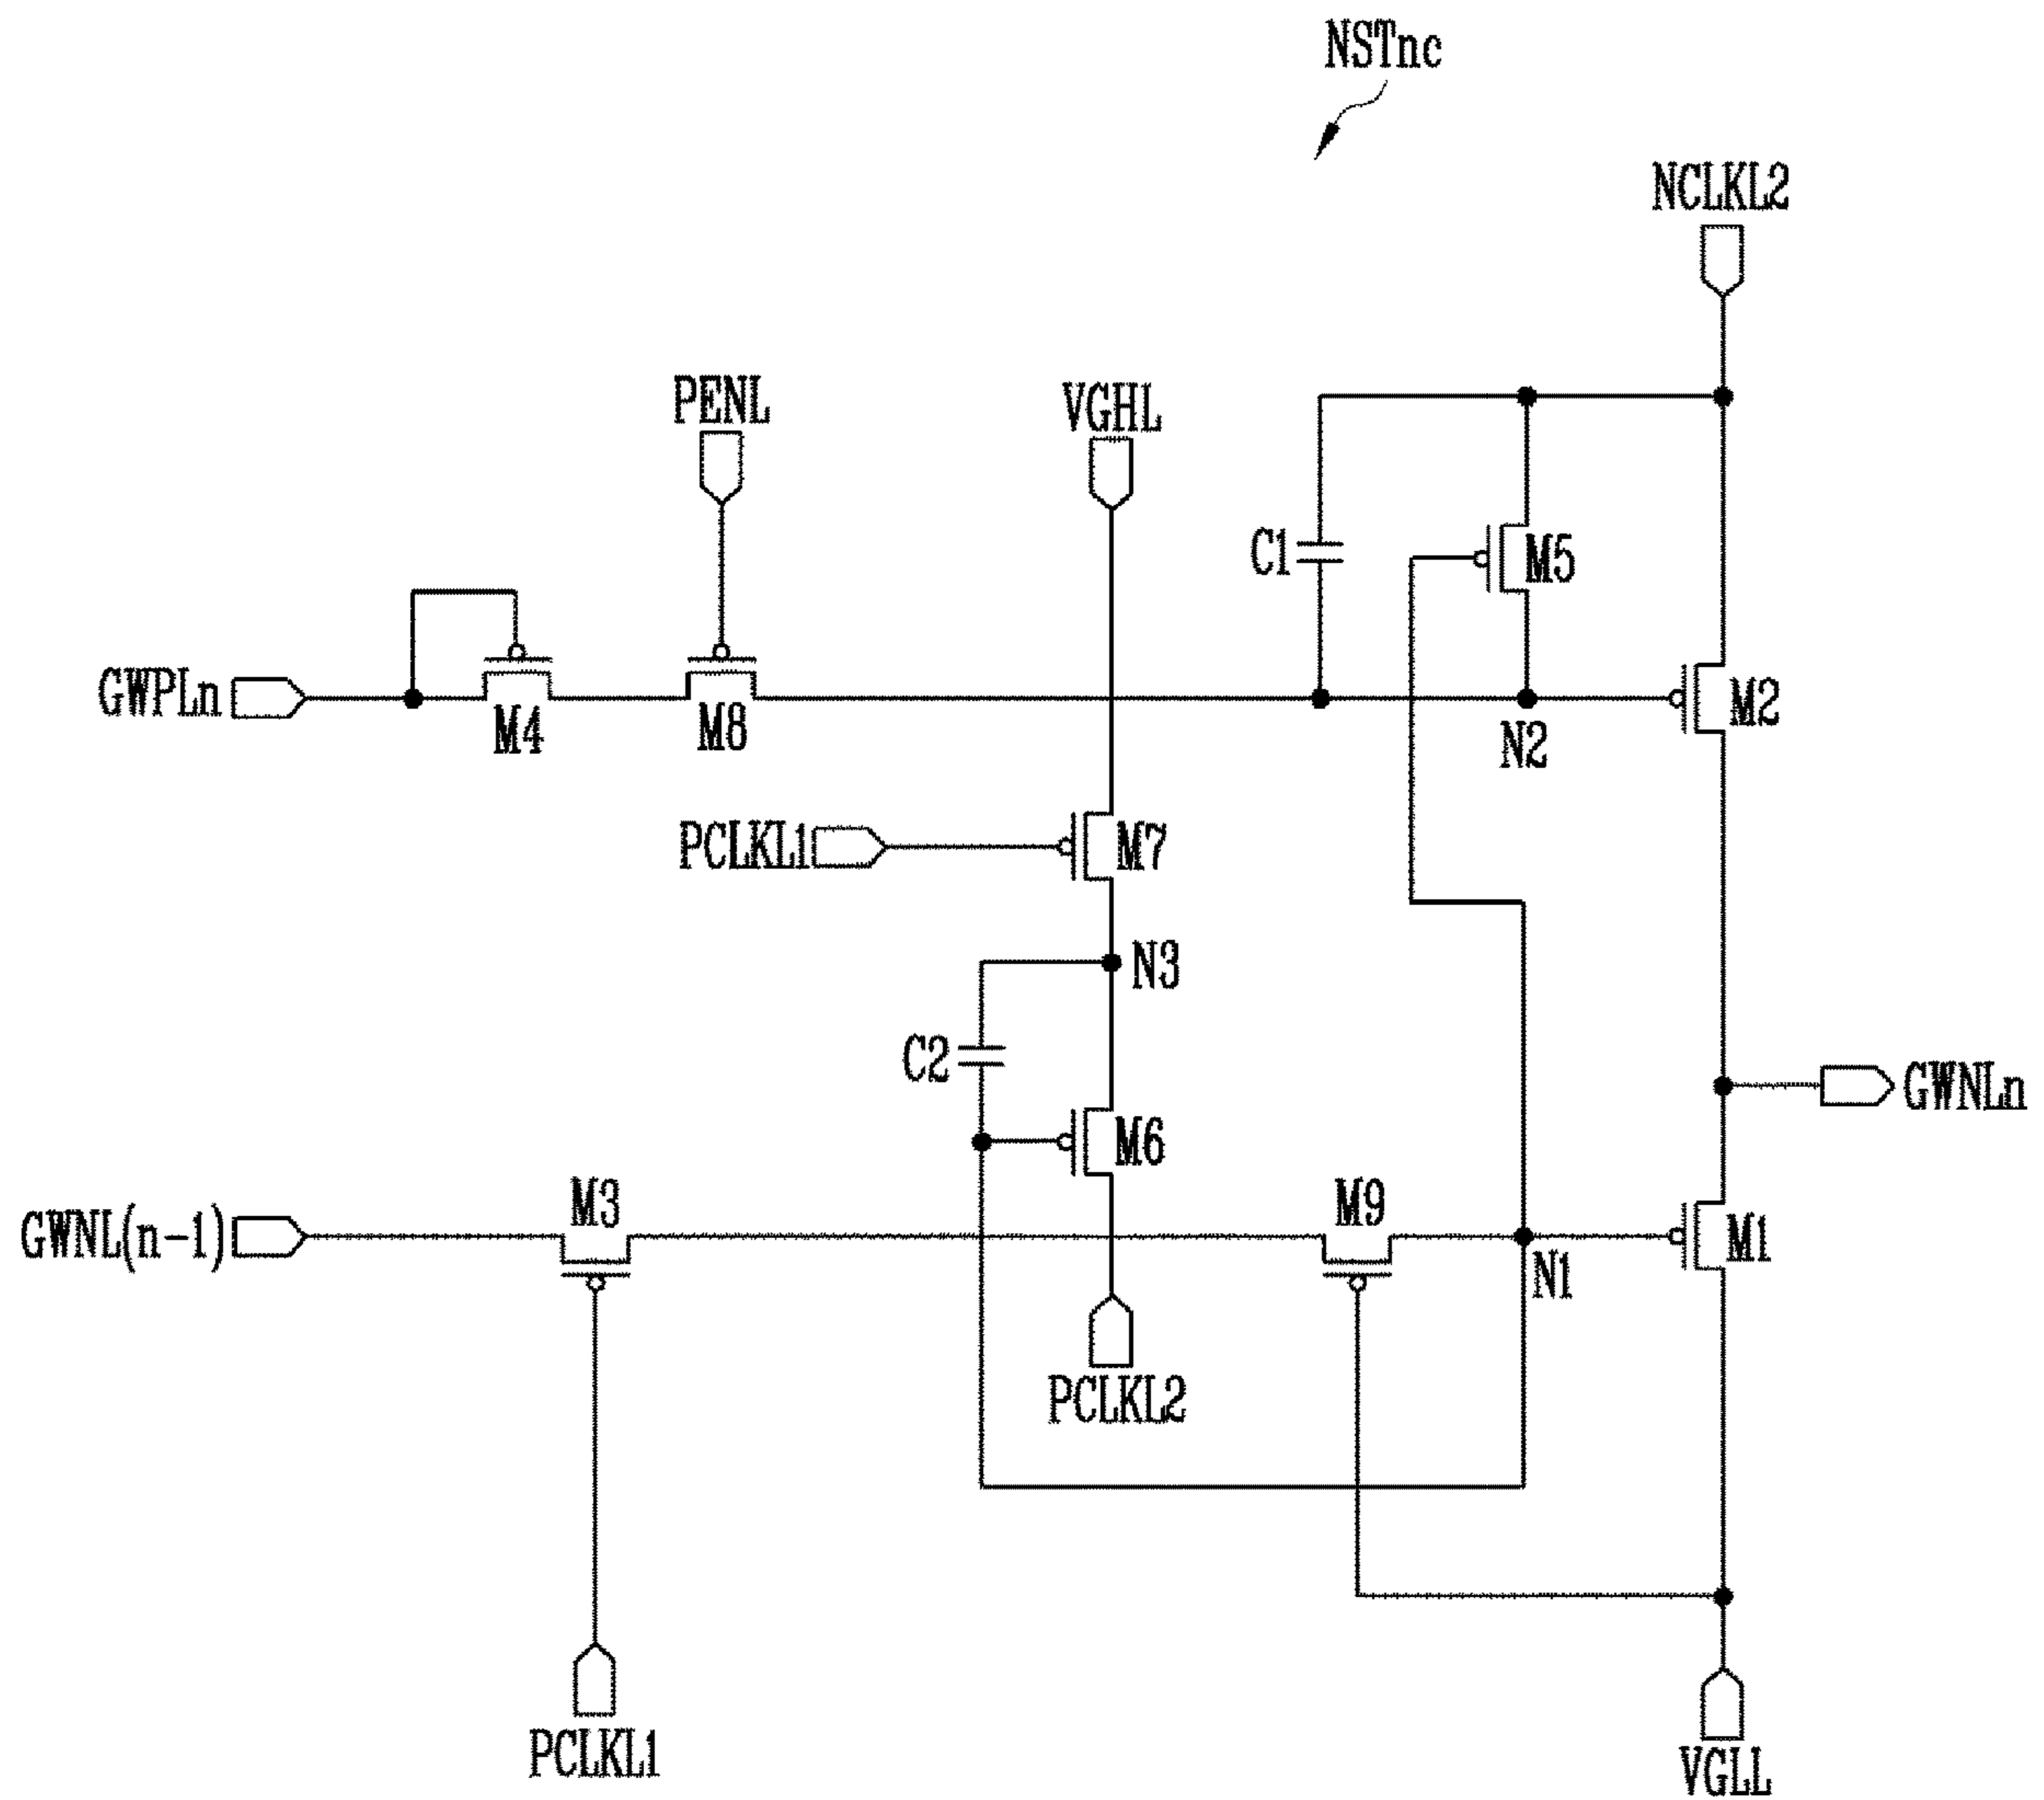 NSTnc
NCLKL2
PENL
VGHL
C1
M5
GWPLn
M4
M8
N2
M2
PCLKL1
M7
N3
C2
M6
GWNLn
GWNL(n-1)
M3
M9
N1
M1
PCLKL2
PCLKL1
VGLL